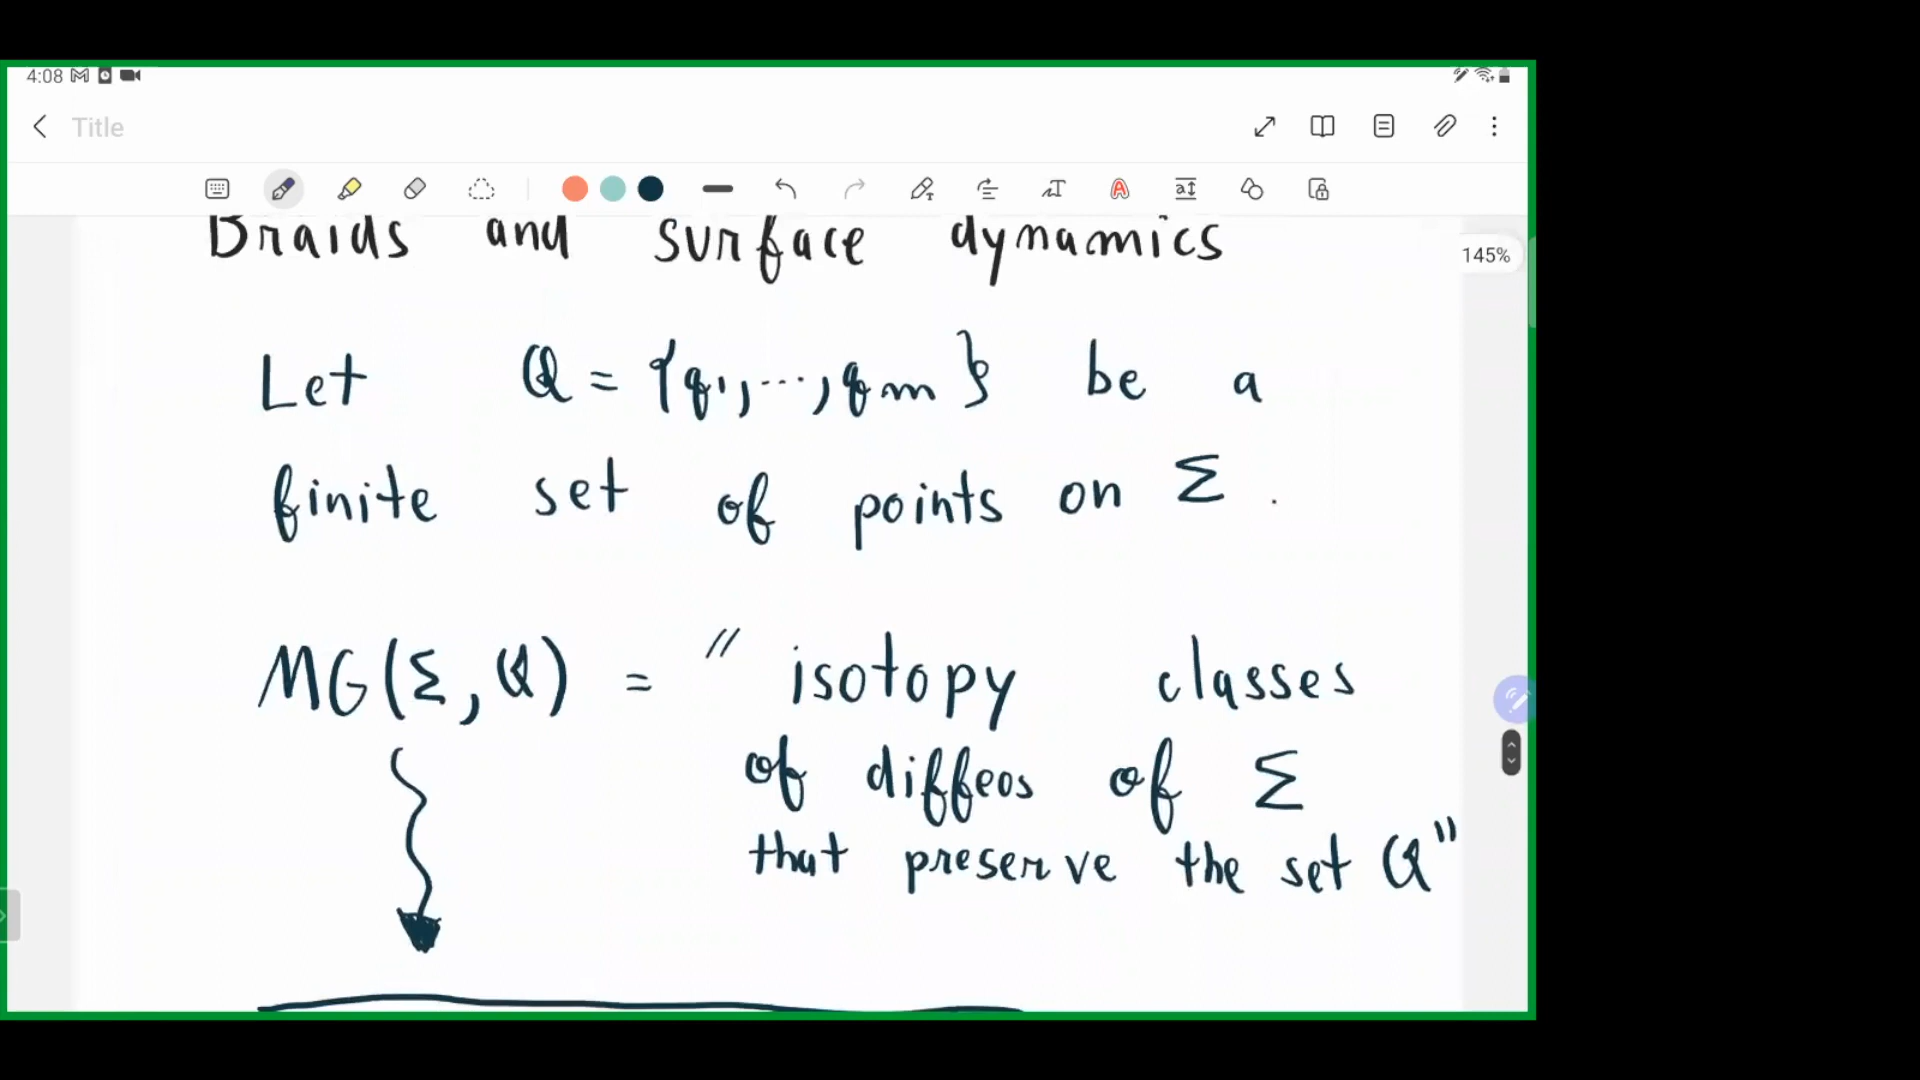 4:08
Title
145%
Braids and surface dynamics
Let Q = {q1,...,qm} be a
finite set of points on Σ.
MG(Σ, Q) = "isotopy classes
of diffeos of Σ
that preserve the set Q"